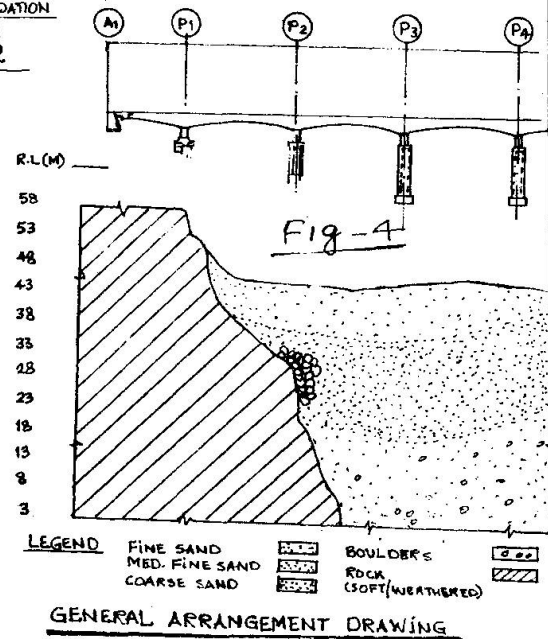 DATION
2
A1 P1 P2 P3 P4
R.L(M)
Fig-4
58
53
48
43
38
33
28
23
18
13
8
3
LEGEND
FINE SAND
MED. FINE SAND
COARSE SAND
BOULDERS
ROCK
(SOFT/WEATHERED)
GENERAL ARRANGEMENT DRAWING